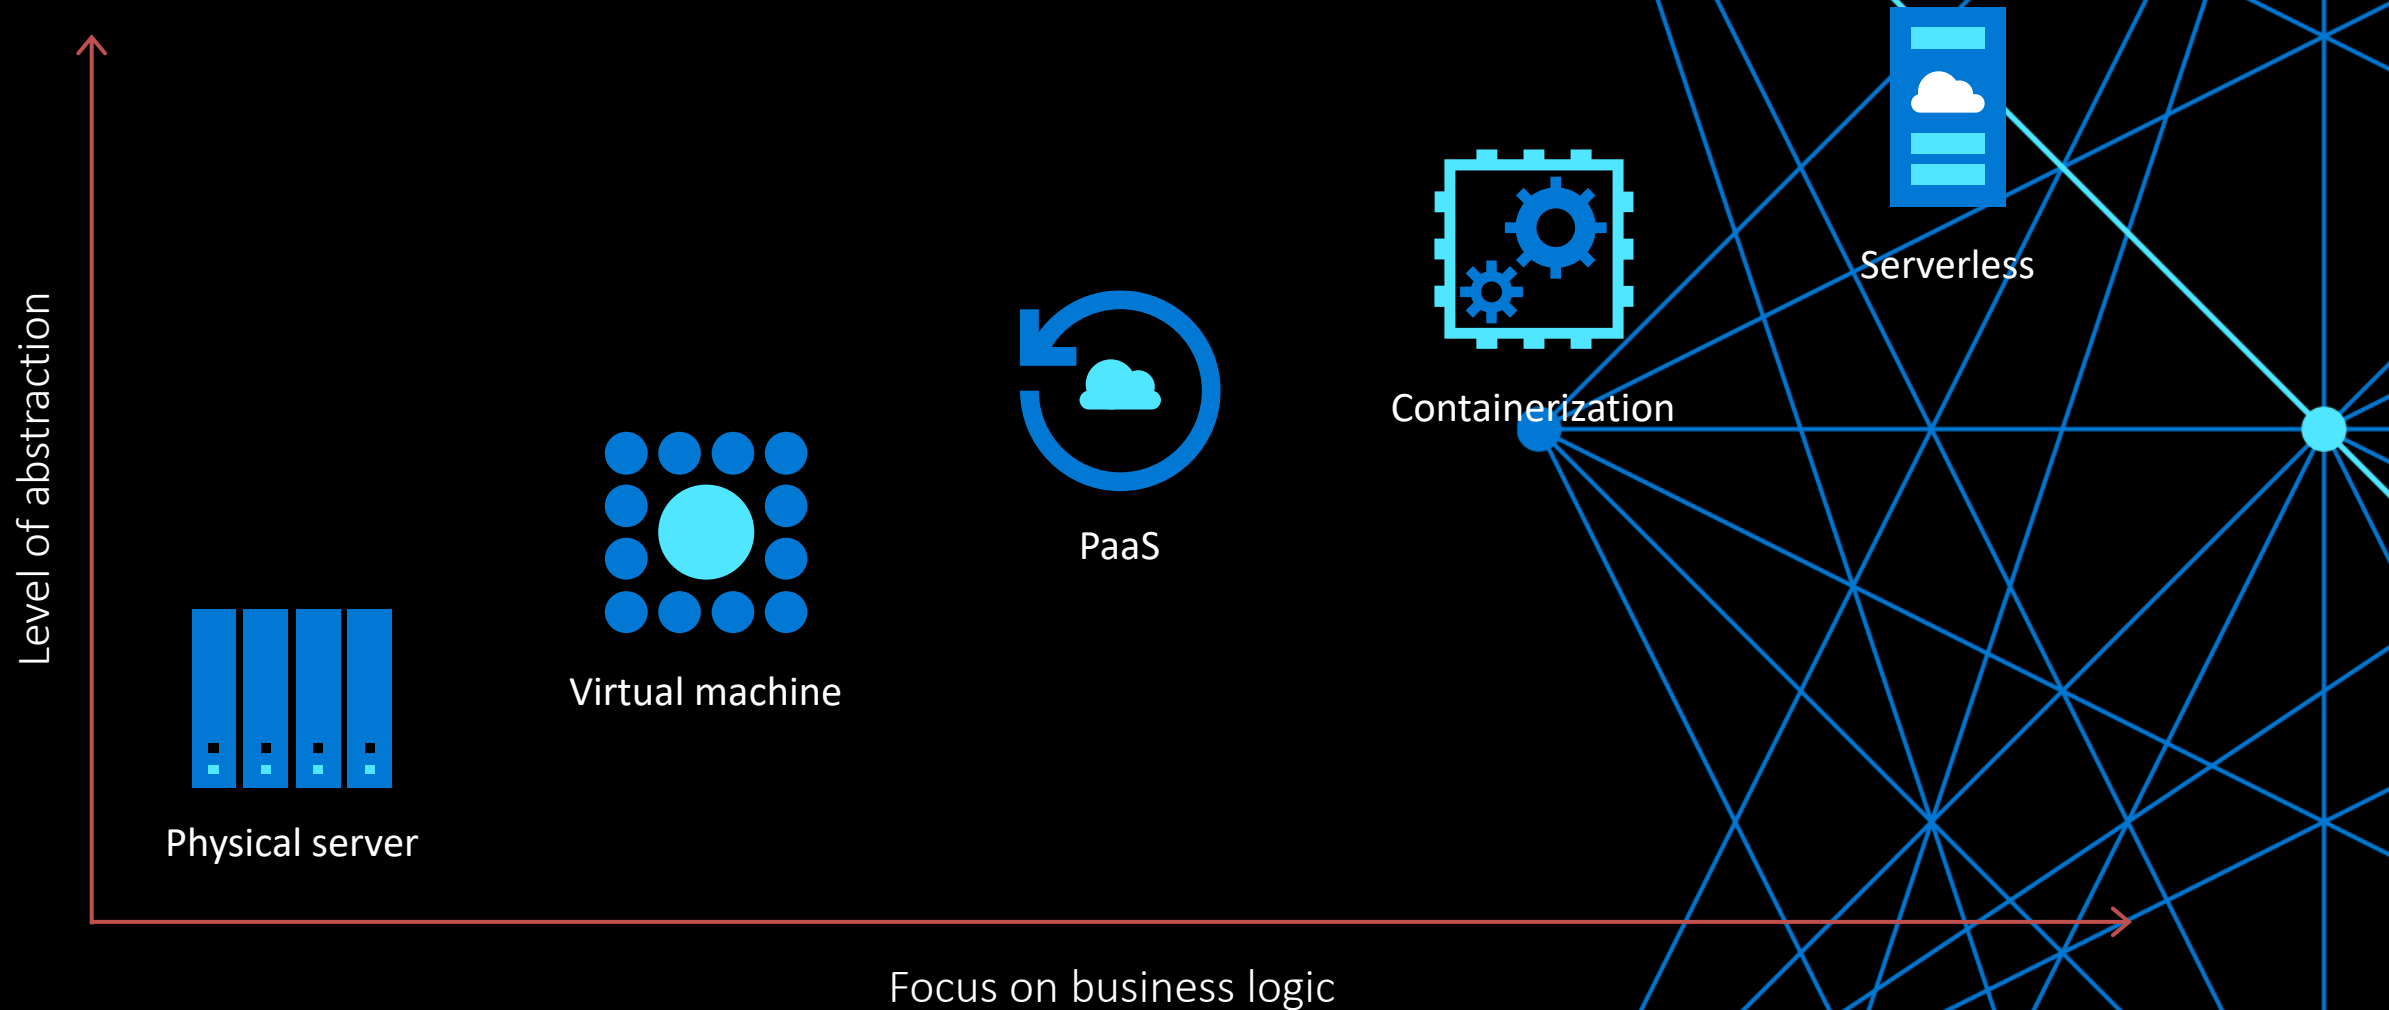 Serverless
Containerization
PaaS
Virtual machine
Physical server
Level of abstraction
Focus on business logic